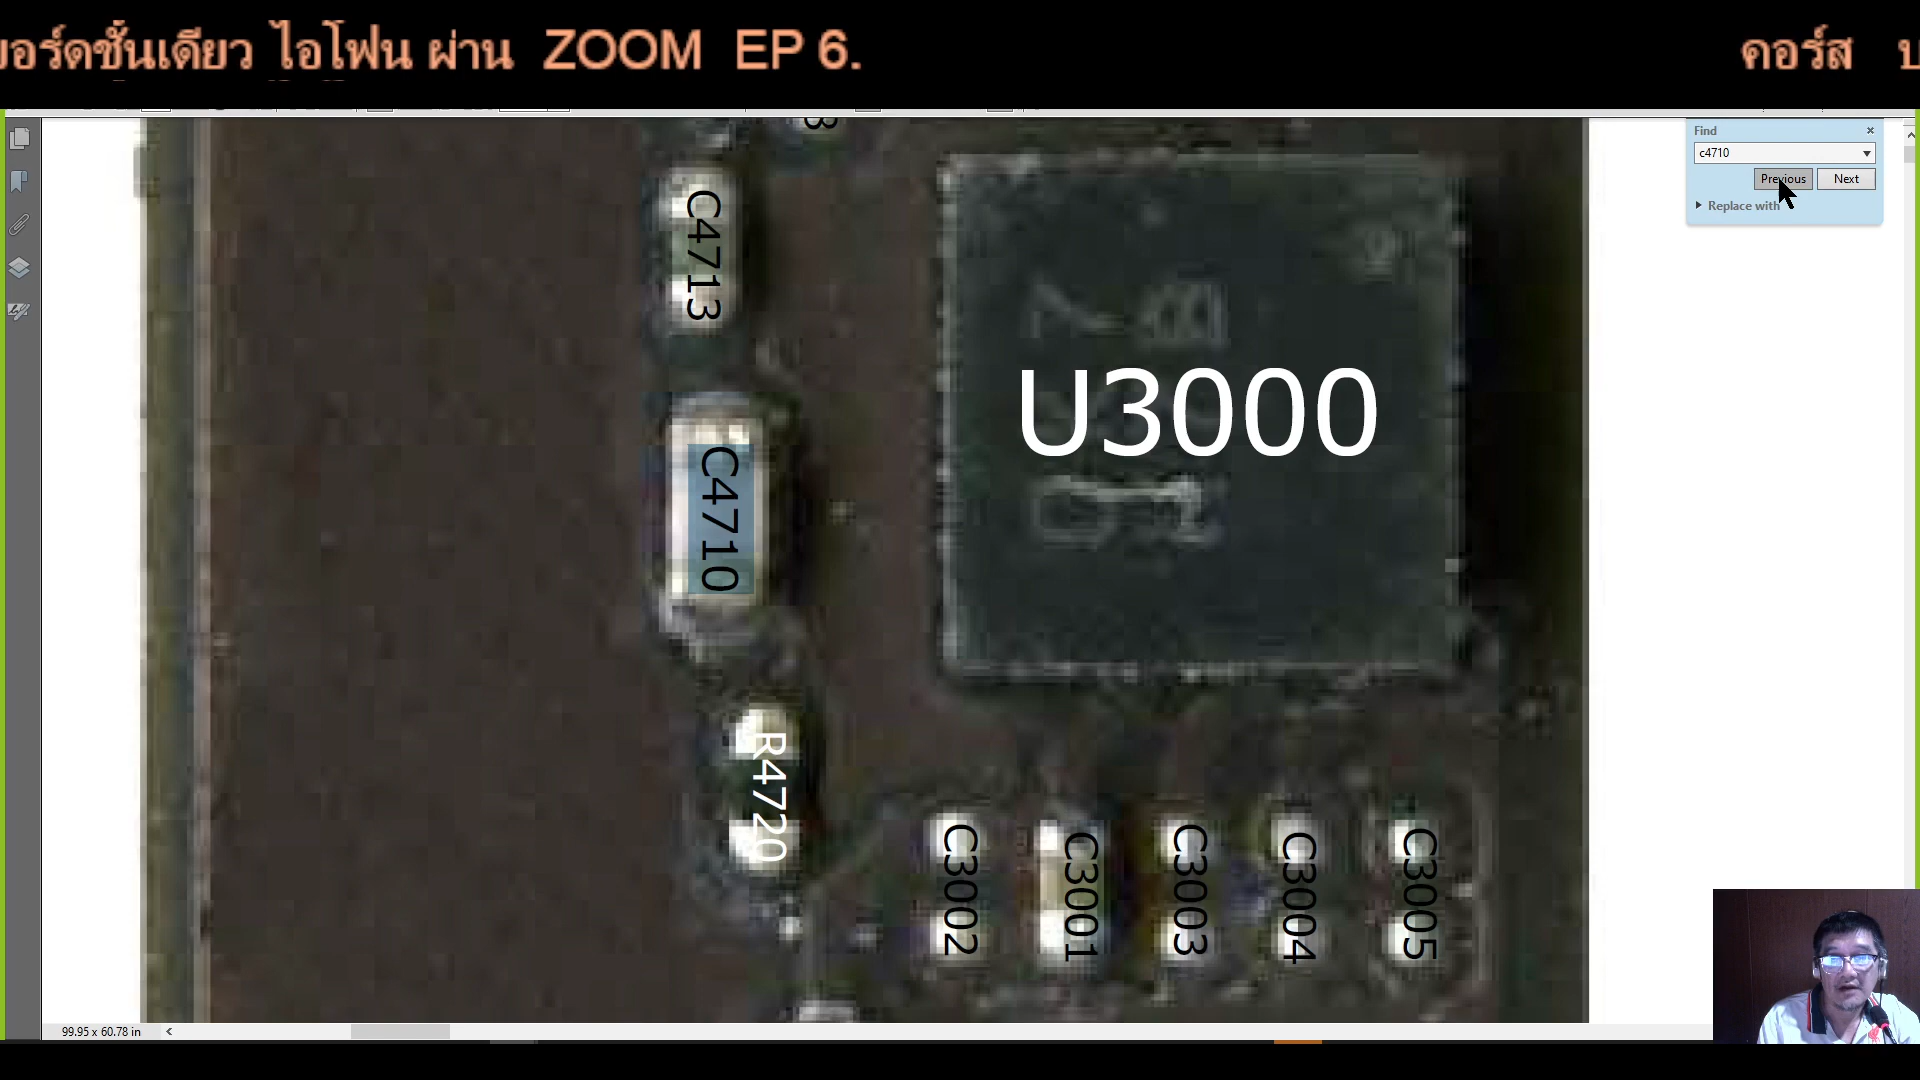 บอร์ดชั้นเดียว ไอโฟน ผ่าน ZOOM EP 6.
คอร์ส
Find
c4710
Previous Next
Replace with
C4713
U3000
C4710
R4720
C3002 C3001 C3003 C3004 C3005
99.95 x 60.78 in